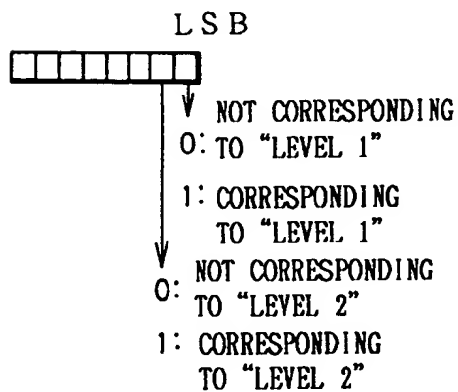 LSB
NOT CORRESPONDING
0: TO “LEVEL 1”
1: CORRESPONDING
TO “LEVEL 1”
NOT CORRESPONDING
0: TO “LEVEL 2”
1: CORRESPONDING
TO “LEVEL 2”